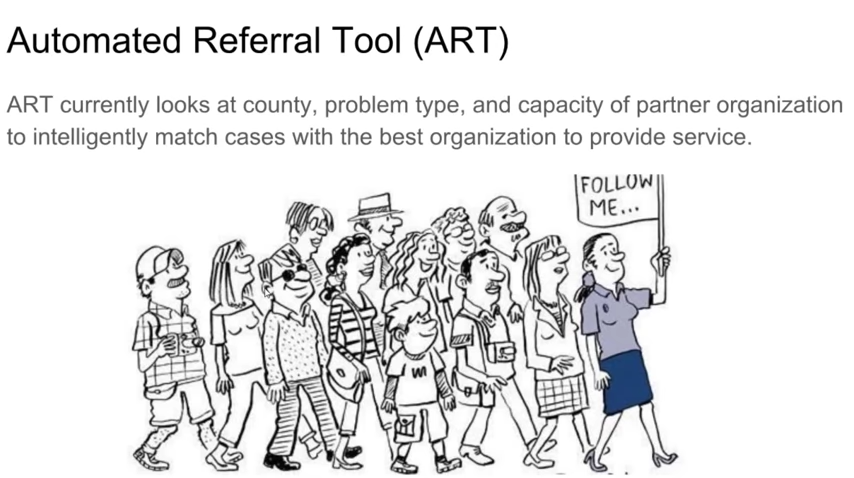 Automated Referral Tool (ART)
ART currently looks at county, problem type, and capacity of partner organization
to intelligently match cases with the best organization to provide service.
FOLLOW
ME...